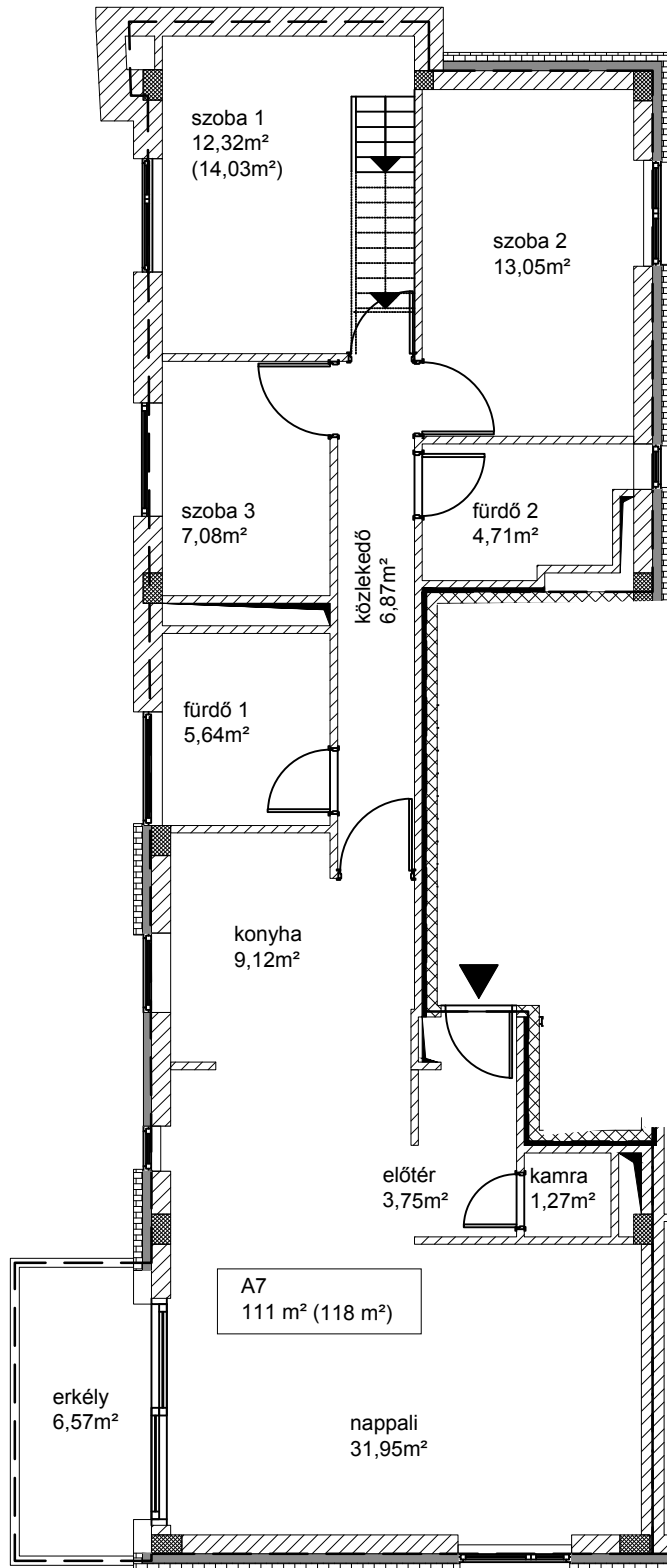 szoba 1
12,32m²
(14,03m²)
szoba 2
13,05m²
szoba 3
7,08m²
fürdő 2
4,71m²
közlekedő
6,87m²
fürdő 1
5,64m²
konyha
9,12m²
előtér
3,75m²
kamra
1,27m²
A7
111 m² (118 m²)
erkély
6,57m²
nappali
31,95m²